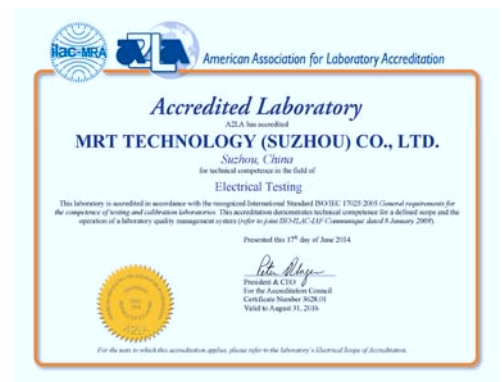 ilac-MRA
A2LA
American Association for Laboratory Accreditation
Accredited Laboratory
A2LA has accredited
MRT TECHNOLOGY (SUZHOU) CO., LTD.
Suzhou, China
for technical competence in the field of
Electrical Testing
This laboratory is accredited in accordance with the recognized International Standard ISO/IEC 17025:2005 General requirements for
the competence of testing and calibration laboratories. This accreditation demonstrates technical competence for a defined scope and the
operation of a laboratory quality management system (refer to joint ISO-ILAC-IAF Communiqué dated 8 January 2009).
Presented this 17th day of June 2014.
President & CEO
For the Accreditation Council
Certificate Number 3628.01
Valid to August 31, 2016
A2LA
For the tests to which this accreditation applies, please refer to the laboratory's Electrical Scope of Accreditation.